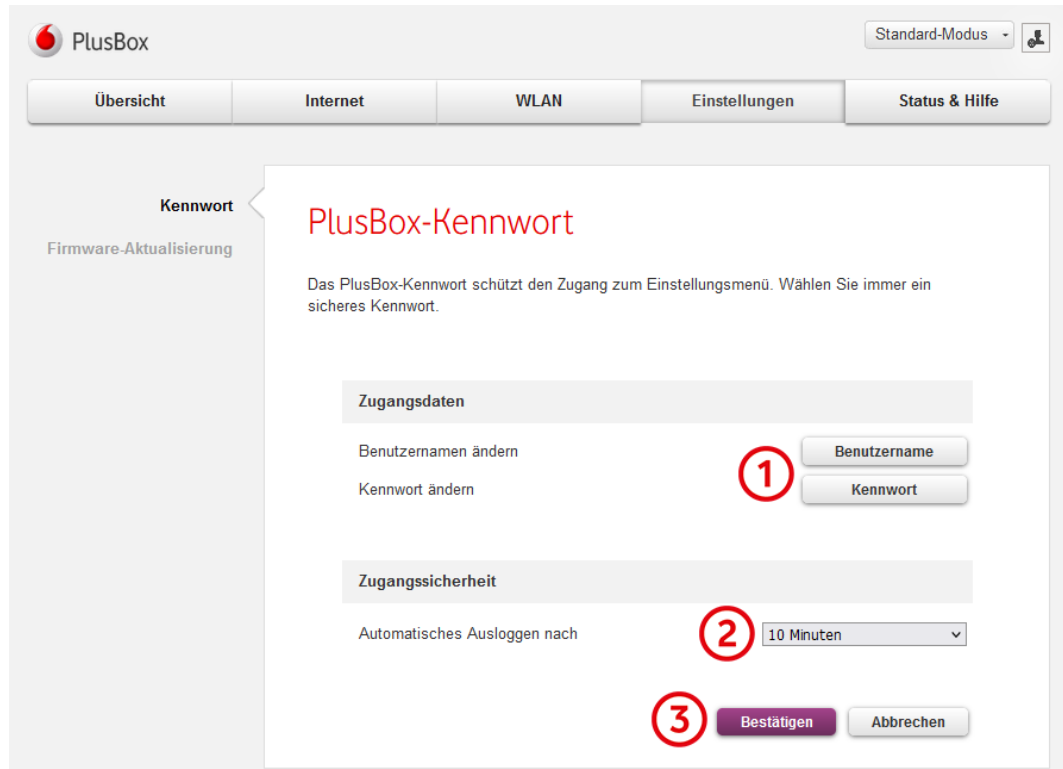 PlusBox
Standard-Modus
Übersicht
Internet
WLAN
Einstellungen
Status & Hilfe
Kennwort
Firmware-Aktualisierung
PlusBox-Kennwort
Das PlusBox-Kennwort schützt den Zugang zum Einstellungsmenü. Wählen Sie immer ein
sicheres Kennwort.
Zugangsdaten
Benutzernamen ändern
Benutzername
1
Kennwort ändern
Kennwort
Zugangssicherheit
Automatisches Ausloggen nach
2
10 Minuten
3
Bestätigen
Abbrechen